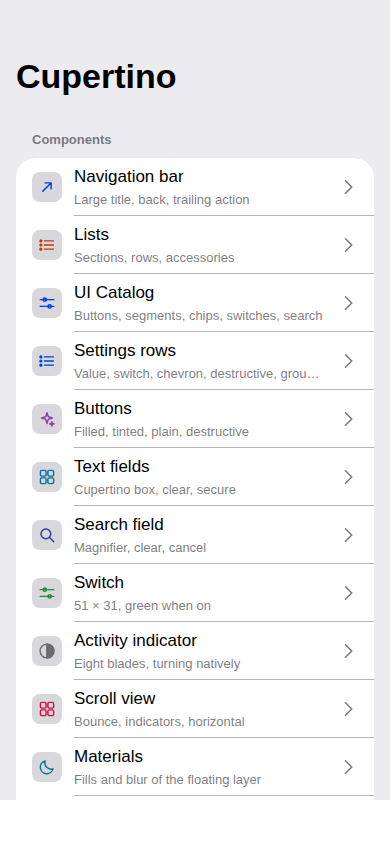 Cupertino
Components
Navigation bar
Large title, back, trailing action
Lists
Sections, rows, accessories
UI Catalog
Buttons, segments, chips, switches, search
Settings rows
Value, switch, chevron, destructive, grou…
Buttons
Filled, tinted, plain, destructive
Text fields
Cupertino box, clear, secure
Search field
Magnifier, clear, cancel
Switch
51 × 31, green when on
Activity indicator
Eight blades, turning natively
Scroll view
Bounce, indicators, horizontal
Materials
Fills and blur of the floating layer